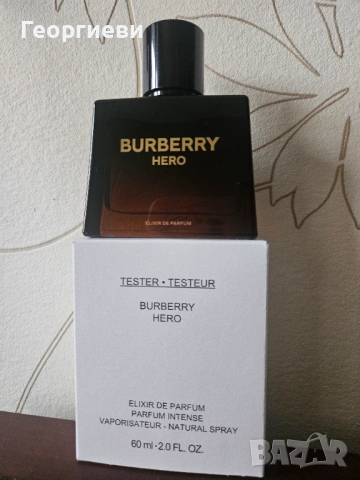 Георгиеви
BURBERRY
HERO
ELIXIR DE PARFUM
TESTER • TESTEUR
BURBERRY
HERO
ELIXIR DE PARFUM
PARFUM INTENSE
VAPORISATEUR - NATURAL SPRAY
60 ml • 2.0 FL. OZ.
BAZAR